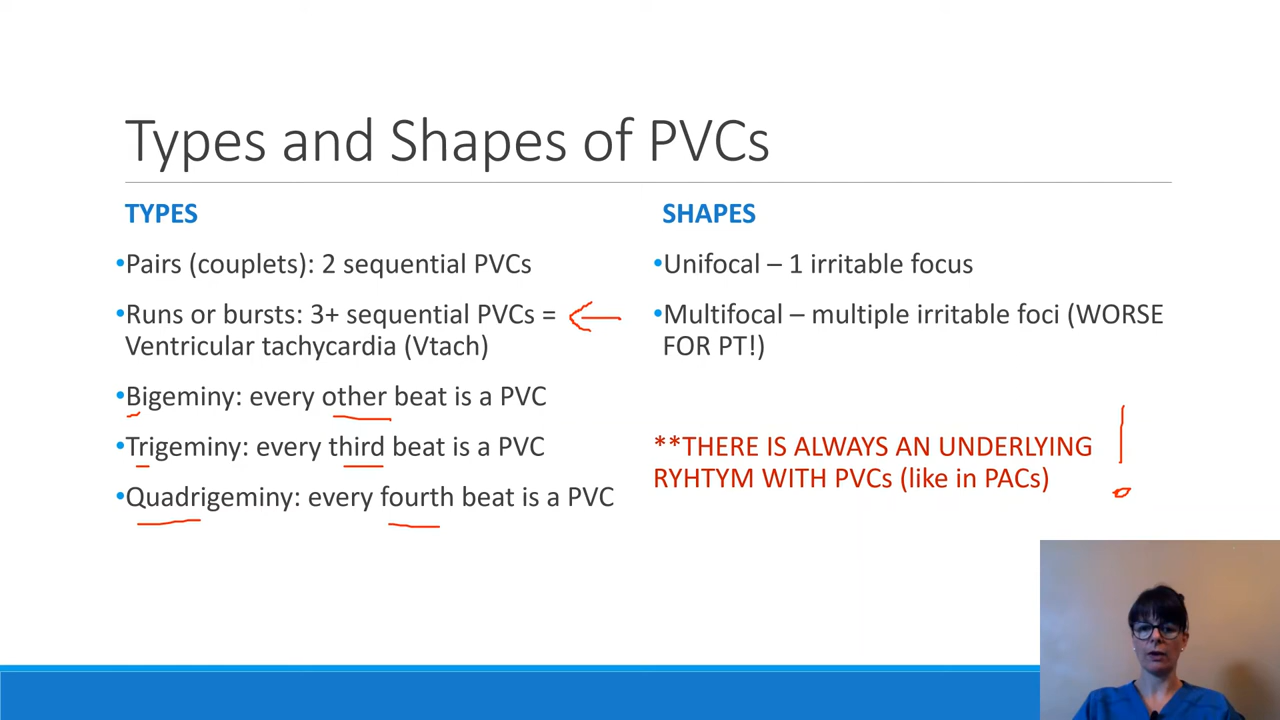 Types and Shapes of PVCs
TYPES
•Pairs (couplets): 2 sequential PVCs
•Runs or bursts: 3+ sequential PVCs =
Ventricular tachycardia (Vtach)
•Bigeminy: every other beat is a PVC
•Trigeminy: every third beat is a PVC
•Quadrigeminy: every fourth beat is a PVC
SHAPES
•Unifocal – 1 irritable focus
•Multifocal – multiple irritable foci (WORSE
FOR PT!)
**THERE IS ALWAYS AN UNDERLYING
RYHTYM WITH PVCs (like in PACs)
!